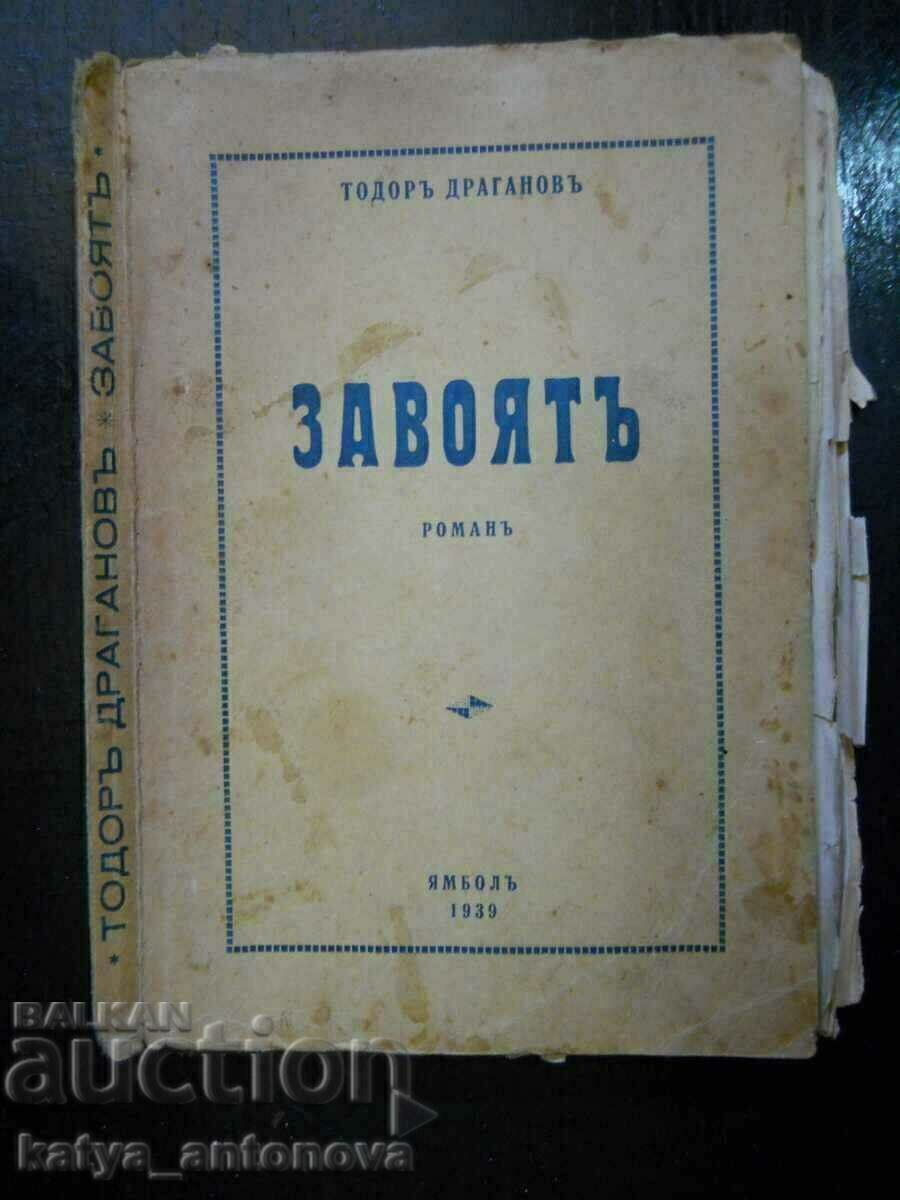 * ТОДОРЪ ДРАГАНОВЪ * ЗАВОЯТЪ *
ТОДОРЪ ДРАГАНОВЪ
ЗАВОЯТЪ
РОМАНЪ
ЯМБОЛЪ
1939
BALKAN
auction
katya_antonova